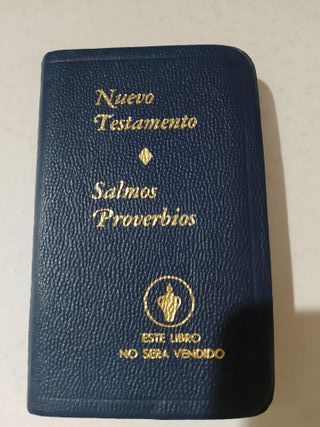 Nuevo
Testamento
Salmos
Proverbios
ESTE LIBRO
NO SERA VENDIDO